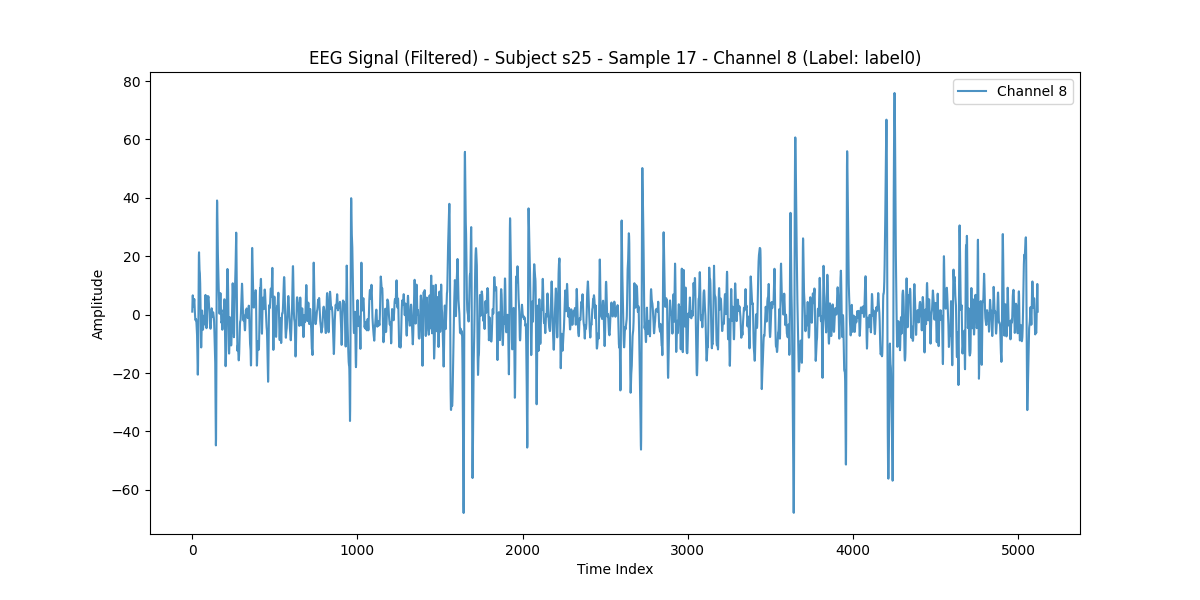 EEG Signal (Filtered) - Subject s25 - Sample 17 - Channel 8 (Label: label0)
Channel 8
80
60
40
20
0
−20
−40
−60
Amplitude
0 1000 2000 3000 4000 5000
Time Index